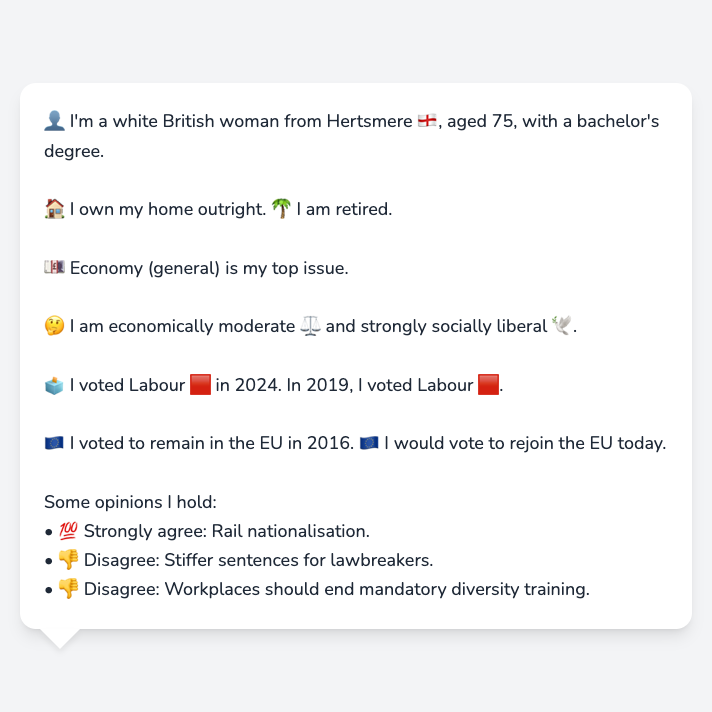 👤 I'm a white British woman from Hertsmere 🏴󠁧󠁢󠁥󠁮󠁧󠁿, aged 75, with a bachelor's
degree.
🏠 I own my home outright. 🌴 I am retired.
💷 Economy (general) is my top issue.
🤔 I am economically moderate ⚖️ and strongly socially liberal 🕊️.
🗳️ I voted Labour 🟥 in 2024. In 2019, I voted Labour 🟥.
🇪🇺 I voted to remain in the EU in 2016. 🇪🇺 I would vote to rejoin the EU today.
Some opinions I hold:
• 💯 Strongly agree: Rail nationalisation.
• 👎 Disagree: Stiffer sentences for lawbreakers.
• 👎 Disagree: Workplaces should end mandatory diversity training.